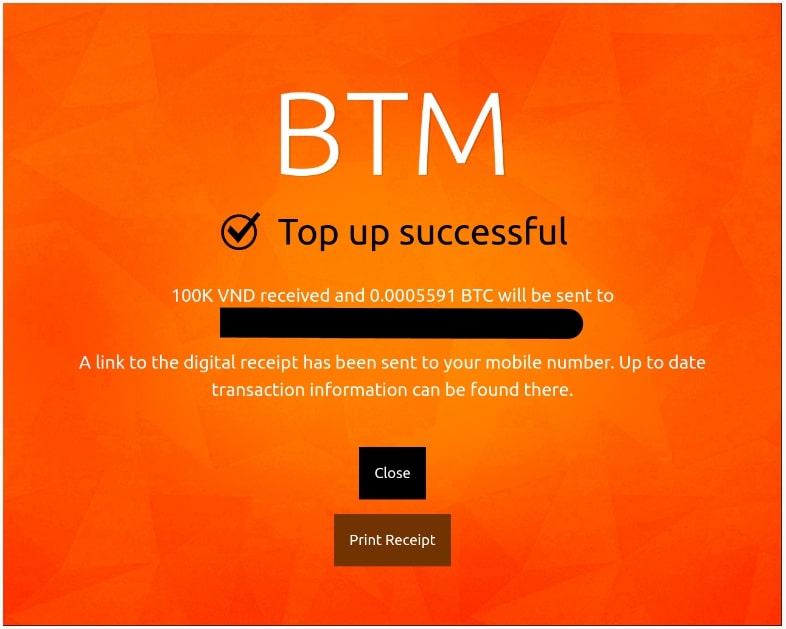 BTM
Top up successful
100K VND received and 0.0005591 BTC will be sent to
A link to the digital receipt has been sent to your mobile number. Up to date
transaction information can be found there.
Close
Print Receipt